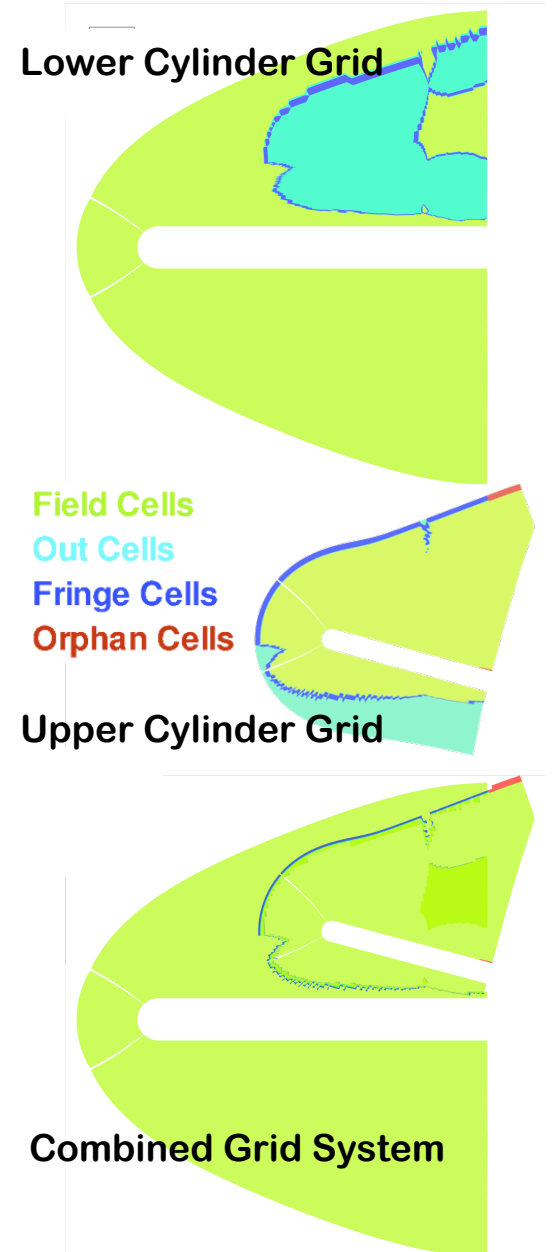 Lower Cylinder Grid
Field Cells
Out Cells
Fringe Cells
Orphan Cells
Upper Cylinder Grid
Combined Grid System